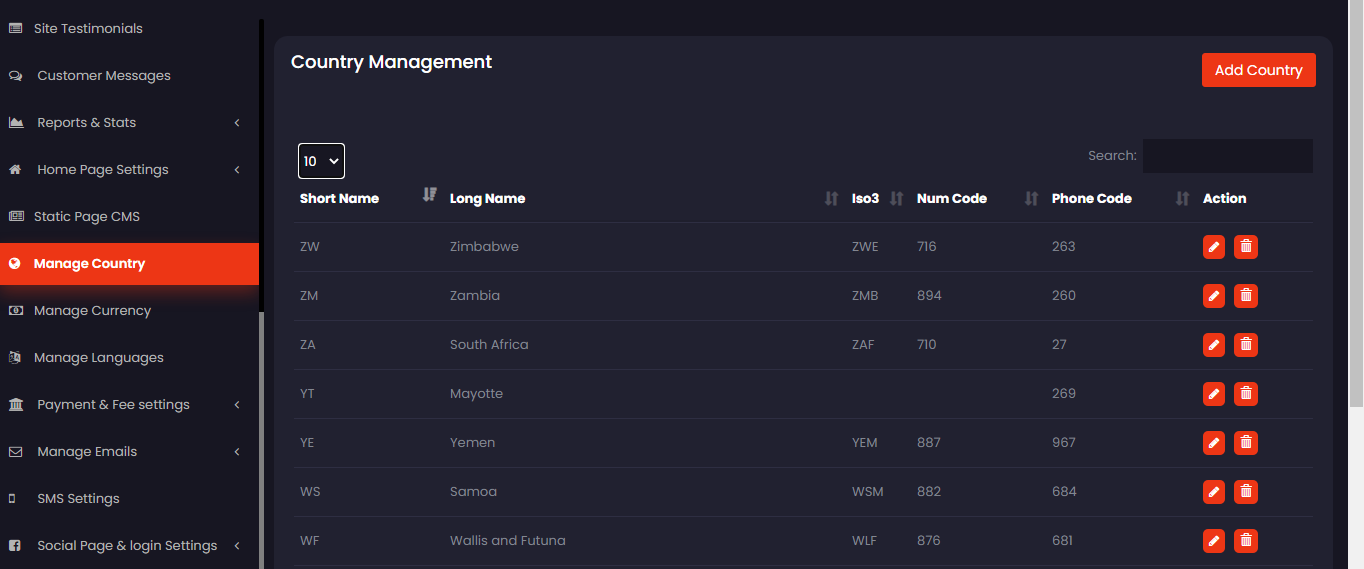 Site Testimonials
Customer Messages
Reports & Stats
Home Page Settings
Static Page CMS
Manage Country
Manage Currency
Manage Languages
Payment & Fee settings
Manage Emails
SMS Settings
Social Page & login Settings
Country Management
Add Country
10
Search:
Short Name Long Name Iso3 Num Code Phone Code Action
ZW Zimbabwe ZWE 716 263
ZM Zambia ZMB 894 260
ZA South Africa ZAF 710 27
YT Mayotte 269
YE Yemen YEM 887 967
WS Samoa WSM 882 684
WF Wallis and Futuna WLF 876 681